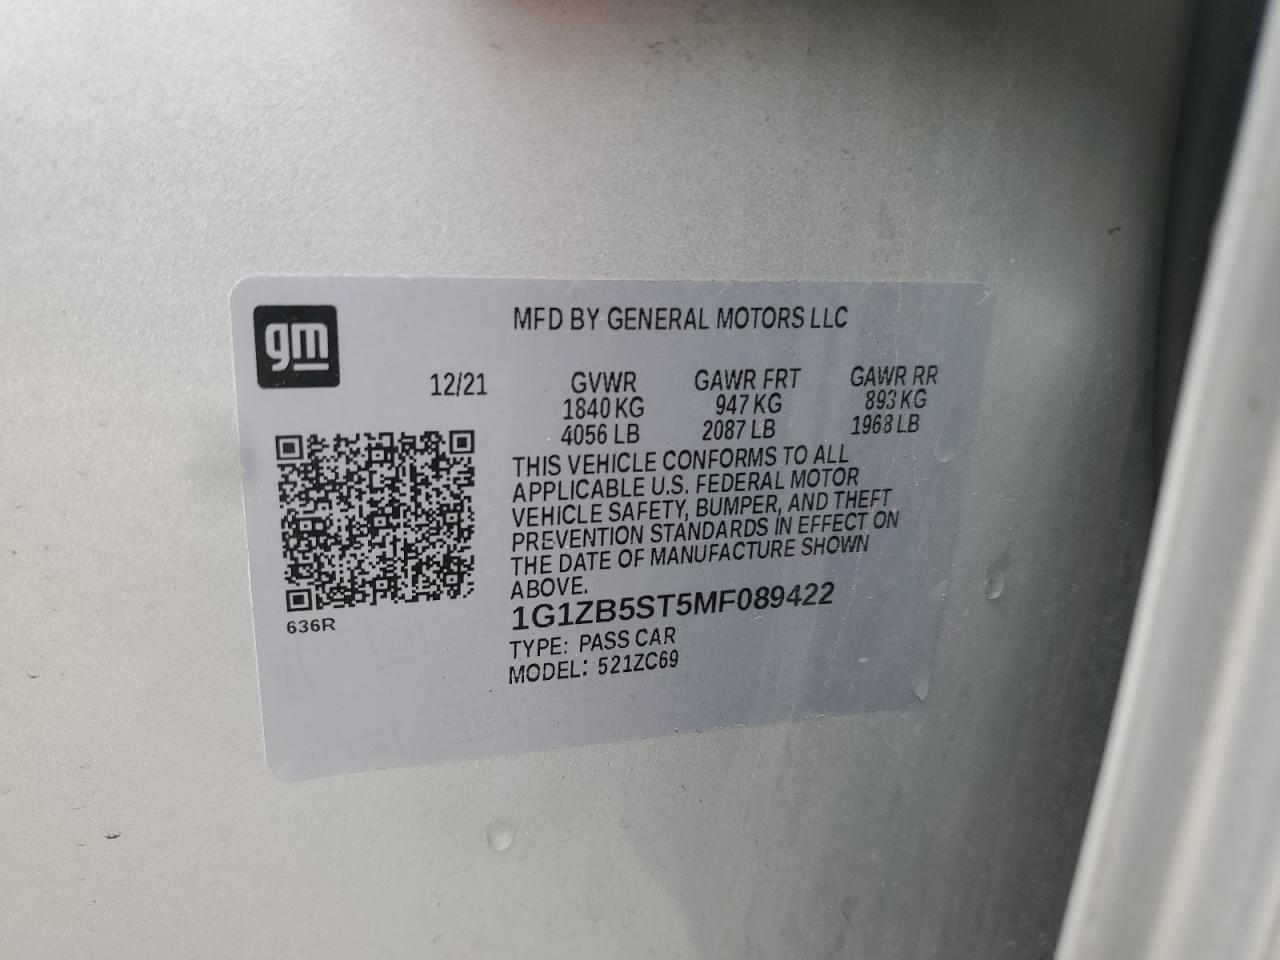 gm
MFD BY GENERAL MOTORS LLC
12/21 GVWR GAWR FRT GAWR RR
1840 KG 947 KG 893 KG
4056 LB 2087 LB 1968 LB
THIS VEHICLE CONFORMS TO ALL
APPLICABLE U.S. FEDERAL MOTOR
VEHICLE SAFETY, BUMPER, AND THEFT
PREVENTION STANDARDS IN EFFECT ON
THE DATE OF MANUFACTURE SHOWN
ABOVE.
1G1ZB5ST5MF089422
636R
TYPE: PASS CAR
MODEL: 521ZC69